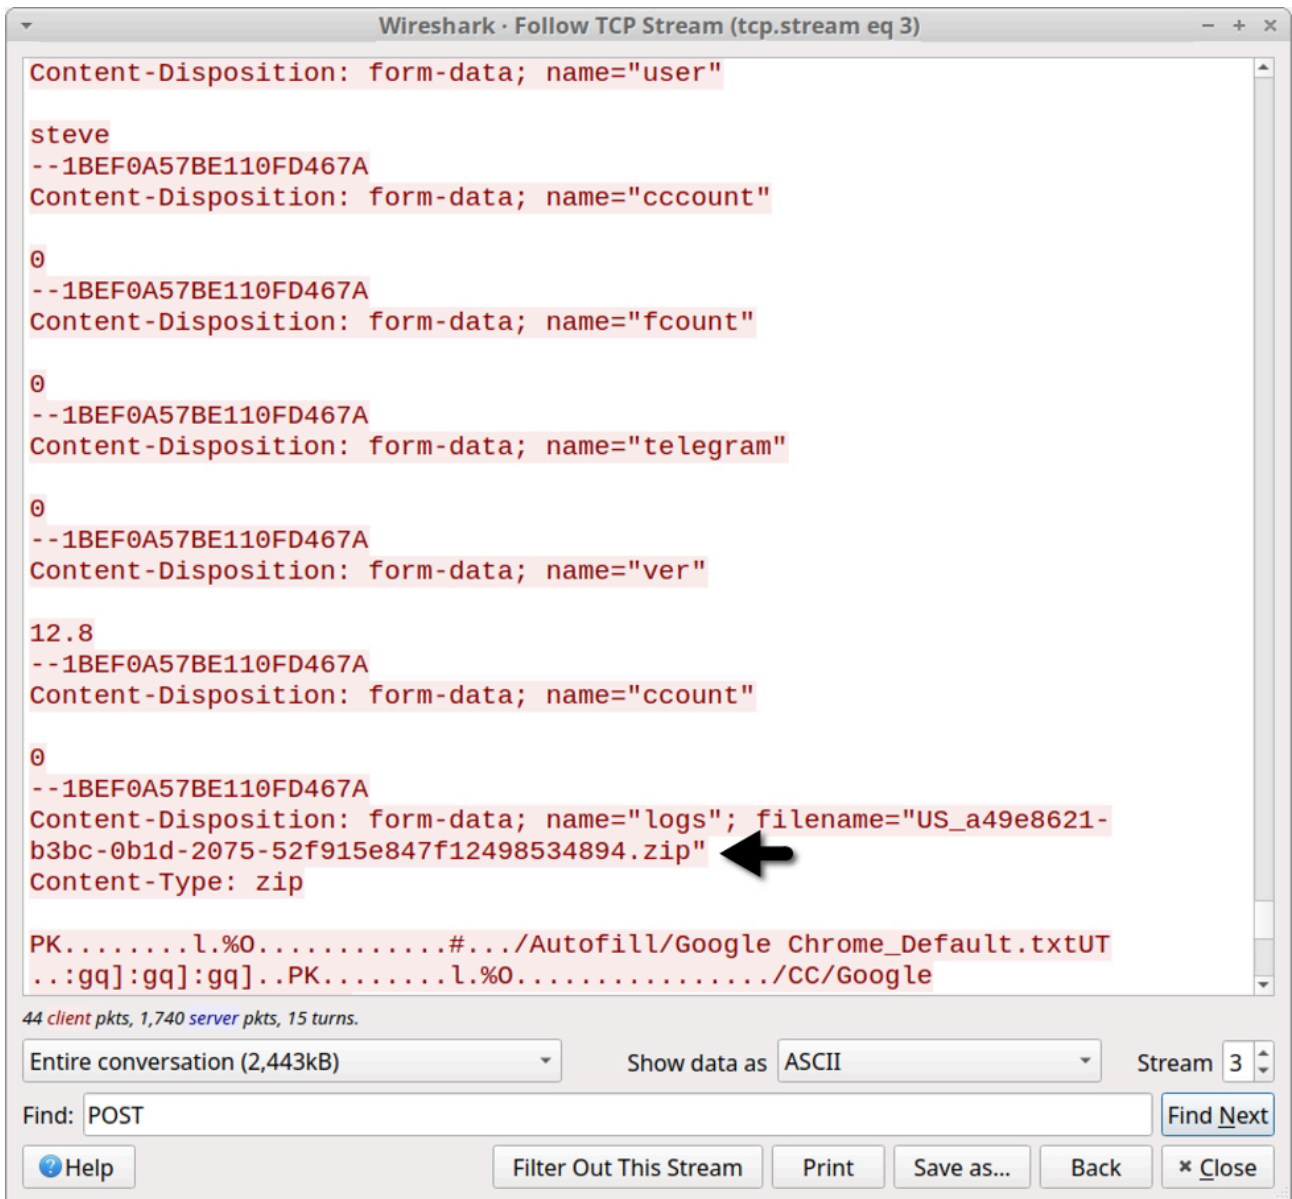 Wireshark · Follow TCP Stream (tcp.stream eq 3)
Content-Disposition: form-data; name="user"
steve
--1BEF0A57BE110FD467A
Content-Disposition: form-data; name="cccount"
0
--1BEF0A57BE110FD467A
Content-Disposition: form-data; name="fcount"
0
--1BEF0A57BE110FD467A
Content-Disposition: form-data; name="telegram"
0
--1BEF0A57BE110FD467A
Content-Disposition: form-data; name="ver"
12.8
--1BEF0A57BE110FD467A
Content-Disposition: form-data; name="ccount"
0
--1BEF0A57BE110FD467A
Content-Disposition: form-data; name="logs"; filename="US_a49e8621-
b3bc-0b1d-2075-52f915e847f12498534894.zip"
Content-Type: zip
PK........l.%O............#.../Autofill/Google Chrome_Default.txtUT
..:gq]:gq]:gq]..PK........l.%O................/CC/Google
44 client pkts, 1,740 server pkts, 15 turns.
Entire conversation (2,443kB) Show data as ASCII Stream 3
Find: POST Find Next
Help Filter Out This Stream Print Save as... Back Close